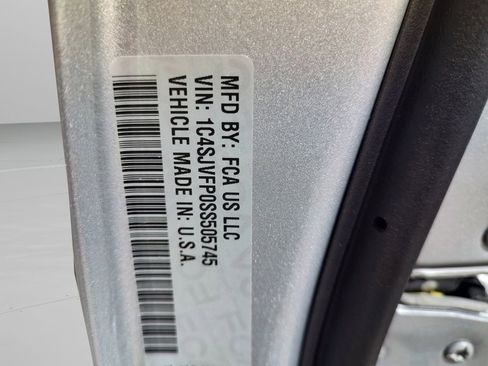 MFD BY: FCA US LLC
VIN: 1C4SJVFP0SS505745
VEHICLE MADE IN: U.S.A.